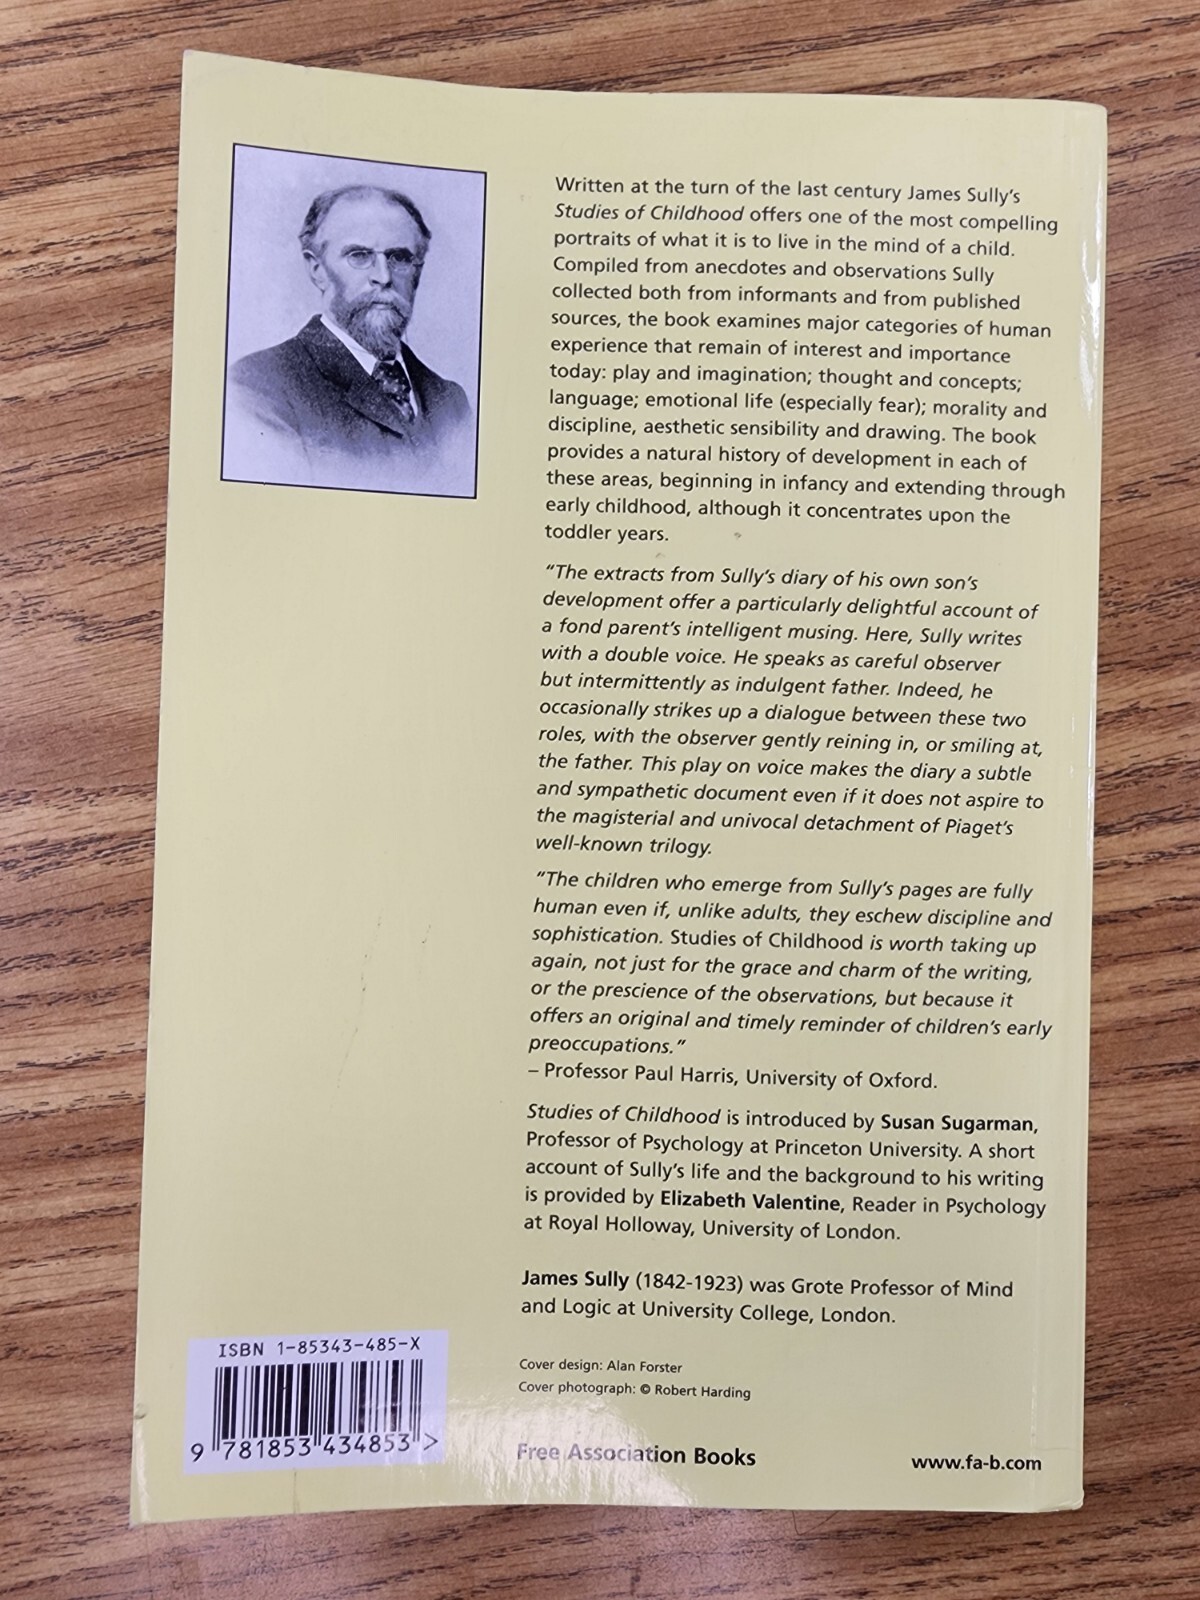 Written at the turn of the last century James Sully's
Studies of Childhood offers one of the most compelling
portraits of what it is to live in the mind of a child.
Compiled from anecdotes and observations Sully
collected both from informants and from published
sources, the book examines major categories of human
experience that remain of interest and importance
today: play and imagination; thought and concepts;
language; emotional life (especially fear); morality and
discipline, aesthetic sensibility and drawing. The book
provides a natural history of development in each of
these areas, beginning in infancy and extending through
early childhood, although it concentrates upon the
toddler years.
“The extracts from Sully's diary of his own son's
development offer a particularly delightful account of
a fond parent's intelligent musing. Here, Sully writes
with a double voice. He speaks as careful observer
but intermittently as indulgent father. Indeed, he
occasionally strikes up a dialogue between these two
roles, with the observer gently reining in, or smiling at,
the father. This play on voice makes the diary a subtle
and sympathetic document even if it does not aspire to
the magisterial and univocal detachment of Piaget's
well-known trilogy.
“The children who emerge from Sully's pages are fully
human even if, unlike adults, they eschew discipline and
sophistication. Studies of Childhood is worth taking up
again, not just for the grace and charm of the writing,
or the prescience of the observations, but because it
offers an original and timely reminder of children's early
preoccupations.”
– Professor Paul Harris, University of Oxford.
Studies of Childhood is introduced by Susan Sugarman,
Professor of Psychology at Princeton University. A short
account of Sully's life and the background to his writing
is provided by Elizabeth Valentine, Reader in Psychology
at Royal Holloway, University of London.
James Sully (1842-1923) was Grote Professor of Mind
and Logic at University College, London.
ISBN 1-85343-485-X
9 781853 434853 >
Cover design: Alan Forster
Cover photograph: © Robert Harding
Free Association Books
www.fa-b.com